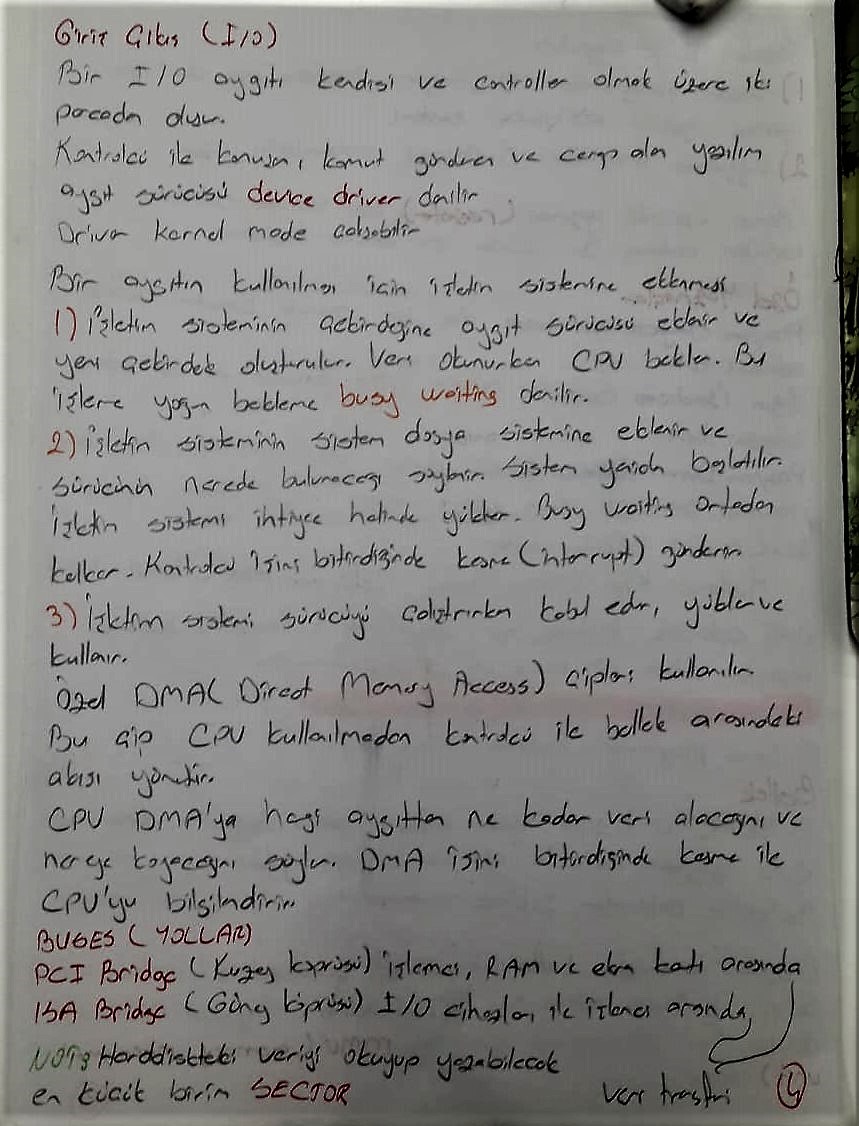 Giriş Çıkış (I/O)
Bir I/O aygıtı kendisi ve controller olmak üzere iki
parçadan oluşur.
Kontrolcü ile konuşan, komut gönderen ve cevap alan yazılım
aygıt sürücüsü device driver denilir
Driver kernel mode çalışabilir
Bir aygıtın kullanılması için işletim sistemine eklenmesi
1) İşletim sisteminin çekirdeğine aygıt sürücüsü eklenir ve
yeni çekirdek oluşturulur. Veri okunurken CPU bekler. Bu
işleme yoğun bekleme busy waiting denilir.
2) İşletim sisteminin sistem dosya sistemine eklenir ve
sürücünün nerede bulunacağı söylenir. Sistem yeniden başlatılır.
İşletim sistemi ihtiyaç halinde yükler. Busy waiting ortadan
kalkar. Kontrolcü işini bitirdiğinde kesme (interrupt) gönderir.
3) İşletim sistemi sürücüyü çalıştırırken kabul eder, yükler ve
kullanır.
Özel DMA( Direct Memory Access) çipleri kullanılır.
Bu çip CPU kullanılmadan kontrolcü ile bellek arasındaki
akışı yönetir.
CPU DMA'ya hangi aygıttan ne kadar veri alacağını ve
nereye koyacağını söyler. DMA işini bitirdiğinde kesme ile
CPU'yu bilgilendirir.
BUSES ( YOLLAR)
PCI Bridge (Kuzey köprüsü) işlemci, RAM ve ekran kartı arasında
ISA Bridge (Güney köprüsü) I/O cihazları ile işlemci arasında
NOT: Harddiskteki veriyi okuyup yazabilecek
en küçük birim SECTOR
veri trasferi
4